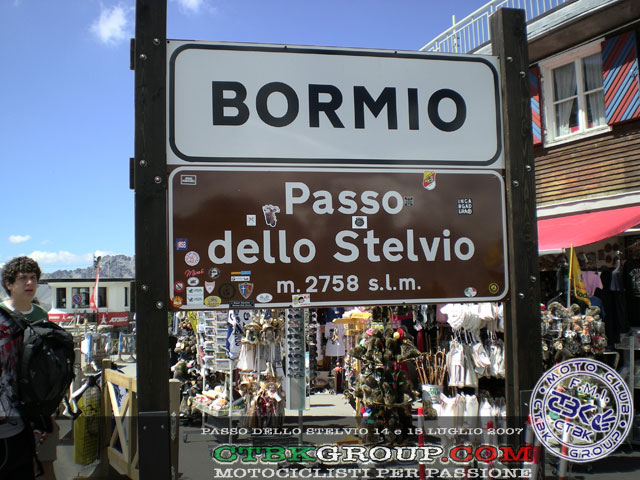 BORMIO
Passo
dello Stelvio
m. 2758 s.l.m.
PASSO DELLO STELVIO 14 e 15 LUGLIO 2007
CTBKGROUP.COM
MOTOCICLISTI PER PASSIONE
MOTO CLUB
CTBK